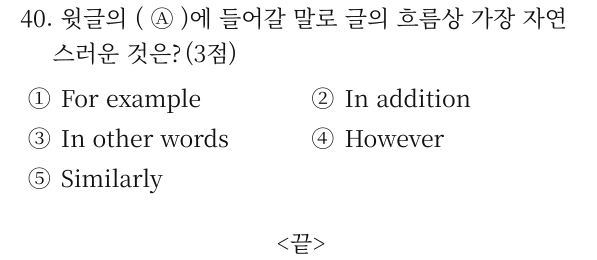 40. 윗글의 ( Ⓐ )에 들어갈 말로 글의 흐름상 가장 자연
스러운 것은?(3점)
① For example ② In addition
③ In other words ④ However
⑤ Similarly
<끝>